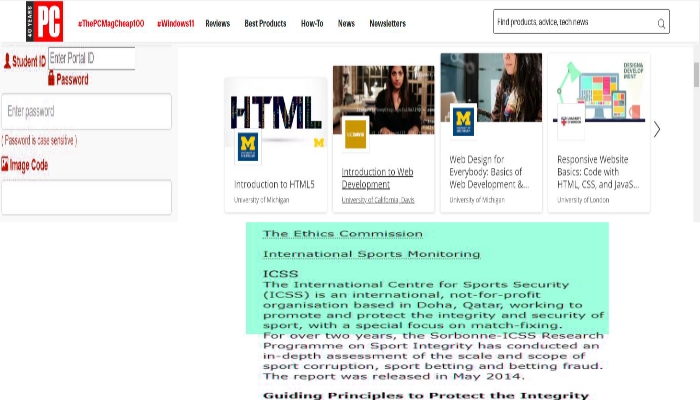 40 YEARS
PC
#ThePCMagCheap100
#Windows11
Reviews
Best Products
How-To
News
Newsletters
Find products, advice, tech news
Student ID
Enter Portal ID
Password
Enter password
( Password is case sensitive )
Image Code
HTML
M
M
Introduction to HTML5
University of Michigan
UCDAVIS
Introduction to Web
Development
University of California, Davis
M
Web Design for
Everybody: Basics of
Web Development &...
University of Michigan
DESIGN&
DEVELOP
MENT
Responsive Website
Basics: Code with
HTML, CSS, and JavaS...
University of London
The Ethics Commission
International Sports Monitoring
ICSS
The International Centre for Sports Security
(ICSS) is an international, not-for-profit
organisation based in Doha, Qatar, working to
promote and protect the integrity and security of
sport, with a special focus on match-fixing.
For over two years, the Sorbonne-ICSS Research
Programme on Sport Integrity has conducted an
in-depth assessment of the scale and scope of
sport corruption, sport betting and betting fraud.
The report was released in May 2014.
Guiding Principles to Protect the Integrity